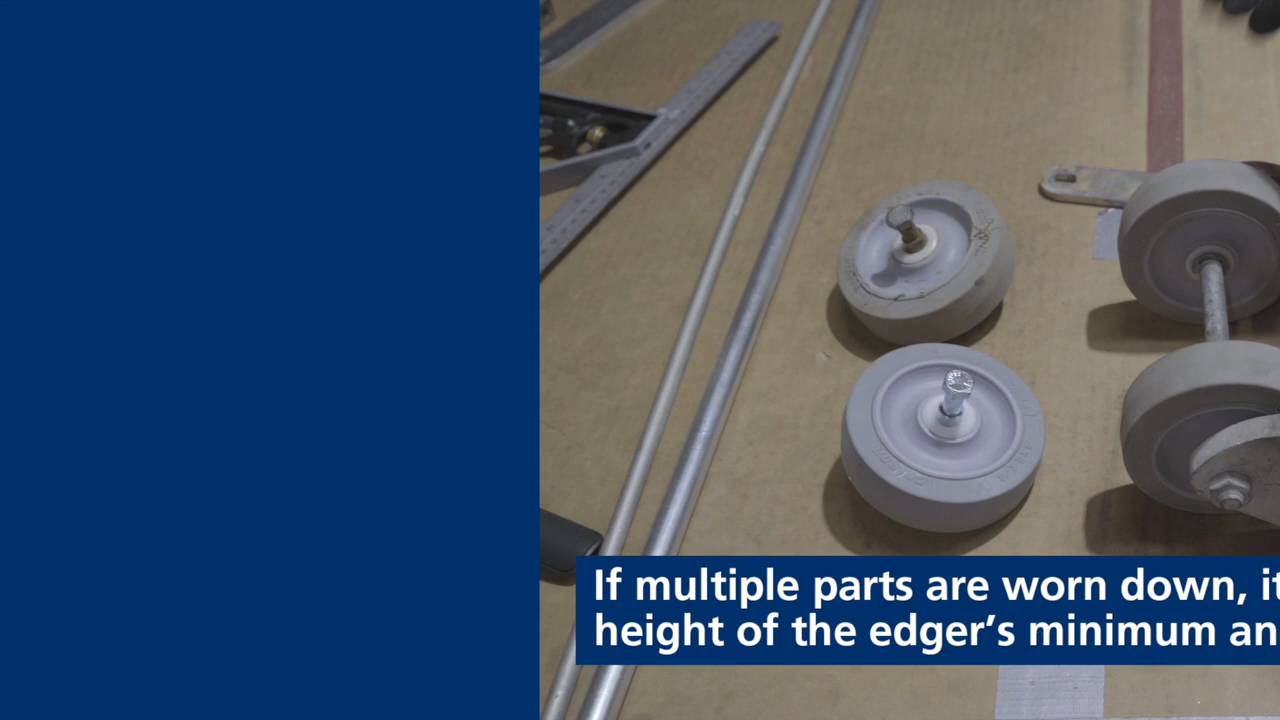 If multiple parts are worn down, it
height of the edger’s minimum an